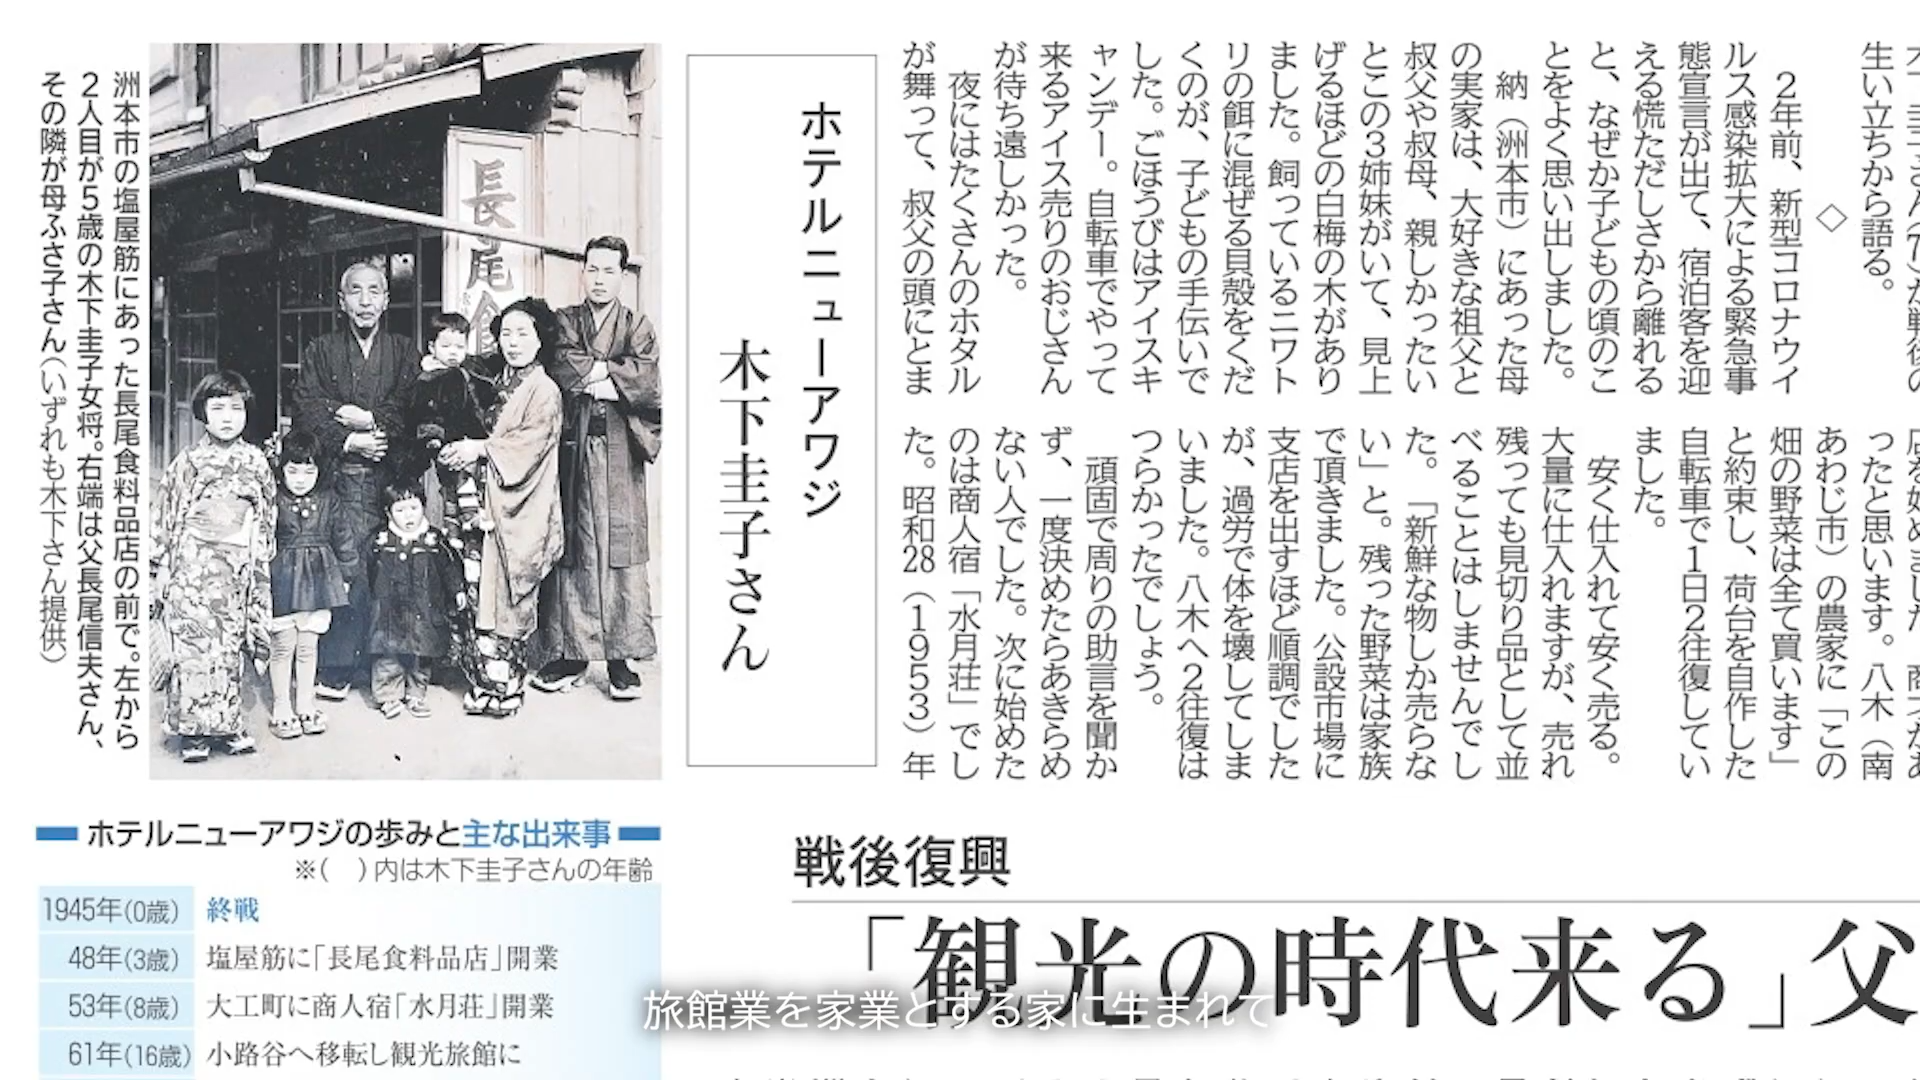 生い立ちから語る。
◇
２年前、新型コロナウイ
ルス感染拡大による緊急事
態宣言が出て、宿泊客を迎
える慌ただしさから離れる
と、なぜか子どもの頃のこ
とをよく思い出しました。
納（洲本市）にあった母
の実家は、大好きな祖父と
叔父や叔母、親しかったい
とこの３姉妹がいて、見上
げるほどの白梅の木があり
ました。飼っているニワト
リの餌に混ぜる貝殻をくだ
くのが、子どもの手伝いで
した。ごほうびはアイスキ
ャンデー。自転車でやって
来るアイス売りのおじさん
が待ち遠しかった。
夜にはたくさんのホタル
が舞って、叔父の頭にとま
あわじ市）の農家に「この
畑の野菜は全て買います」
と約束し、荷台を自作した
自転車で１日２往復してい
ました。
安く仕入れて安く売る。
大量に仕入れますが、売れ
残っても見切り品として並
べることはしませんでし
た。「新鮮な物しか売らな
い」と。残った野菜は家族
で頂きました。公設市場に
支店を出すほど順調でした
が、過労で体を壊してしま
いました。八木へ２往復は
つらかったでしょう。
頑固で周りの助言を聞か
ず、一度決めたらあきらめ
ない人でした。次に始めた
のは商人宿「水月荘」でし
た。昭和28（１９５３）年
ホテルニューアワジ
木下圭子さん
長尾食
洲本市の塩屋筋にあった長尾食料品店の前で。左から
２人目が５歳の木下圭子女将。右端は父長尾信夫さん、
その隣が母ふさ子さん（いずれも木下さん提供）
戦後復興
「観光の時代来る」父
ホテルニューアワジの歩みと主な出来事
※(　)内は木下圭子さんの年齢
1945年(0歳) 終戦
48年(3歳) 塩屋筋に「長尾食料品店」開業
53年(8歳) 大工町に商人宿「水月荘」開業
61年(16歳) 小路谷へ移転し観光旅館に
旅館業を家業とする家に生まれて